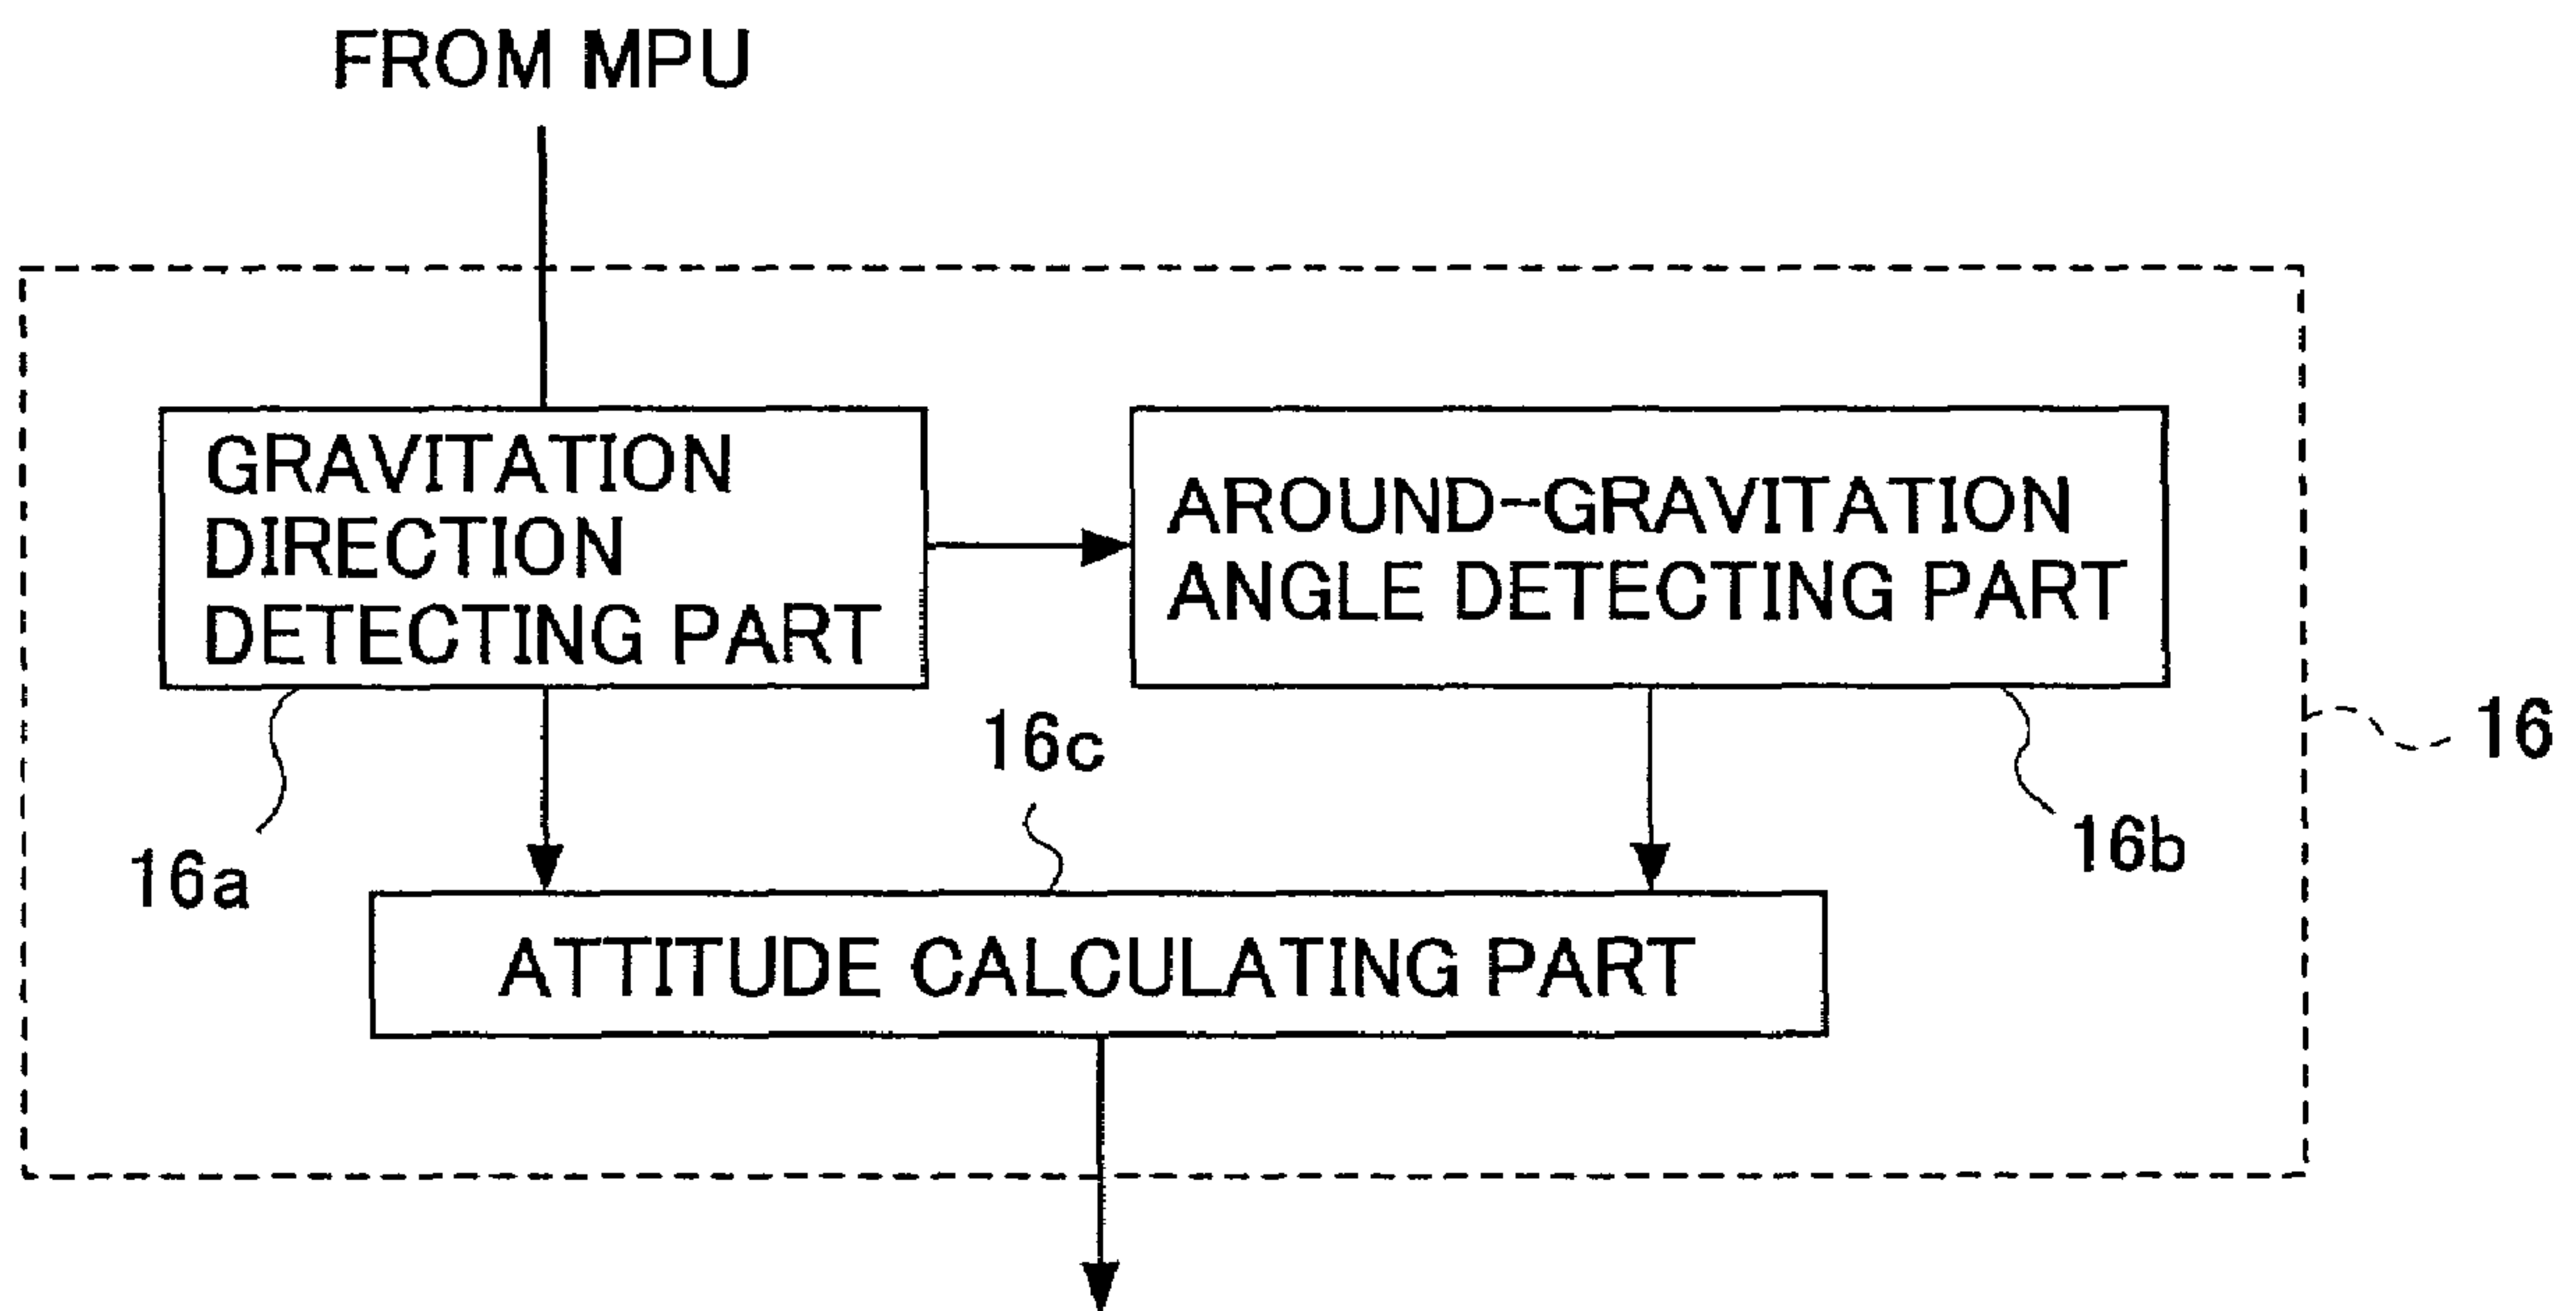 FROM MPU
GRAVITATION
DIRECTION
DETECTING PART
AROUND-GRAVITATION
ANGLE DETECTING PART
16c
16
16a
16b
ATTITUDE CALCULATING PART